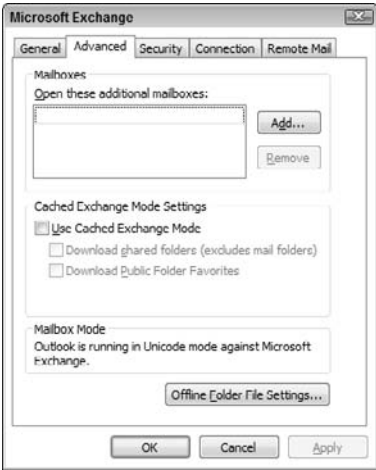 Microsoft Exchange
General Advanced Security Connection Remote Mail
Mailboxes
Open these additional mailboxes:
Add...
Remove
Cached Exchange Mode Settings
Use Cached Exchange Mode
Download shared folders (excludes mail folders)
Download Public Folder Favorites
Mailbox Mode
Outlook is running in Unicode mode against Microsoft
Exchange.
Offline Folder File Settings...
OK Cancel Apply